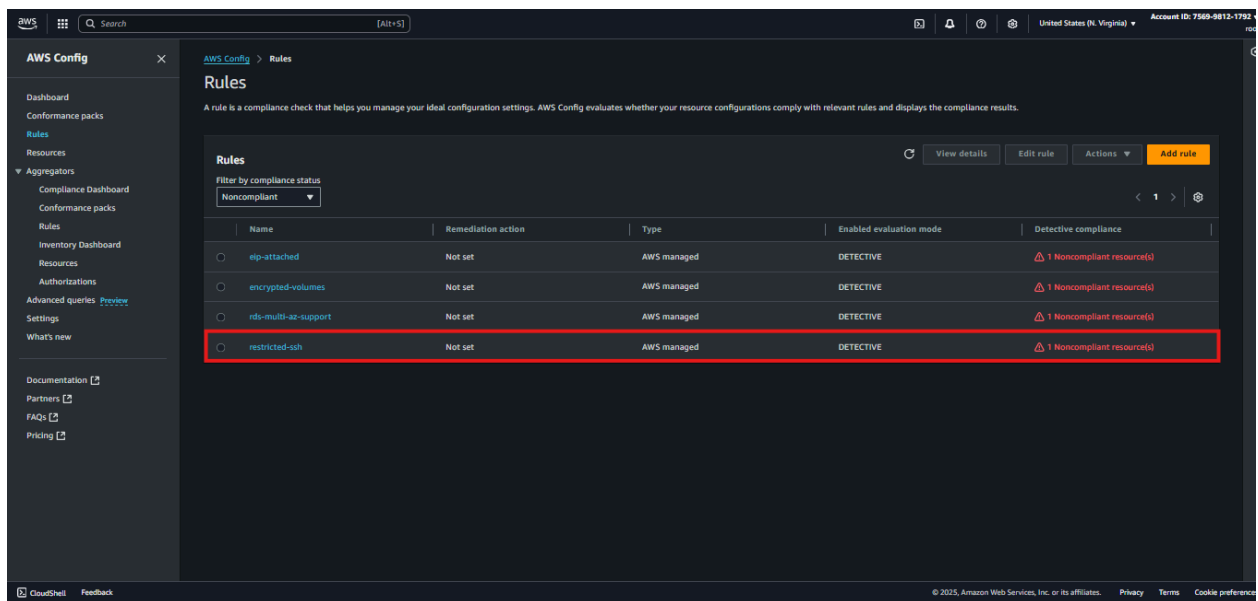 aws
Search [Alt+S] United States (N. Virginia) Account ID: 7569-9812-1792
AWS Config
Dashboard
Conformance packs
Rules
Resources
Aggregators
Compliance Dashboard
Conformance packs
Rules
Inventory Dashboard
Resources
Authorizations
Advanced queries Preview
Settings
What's new
Documentation
Partners
FAQs
Pricing
AWS Config > Rules
Rules
A rule is a compliance check that helps you manage your ideal configuration settings. AWS Config evaluates whether your resource configurations comply with relevant rules and displays the compliance results.
Rules View details Edit rule Actions Add rule
Filter by compliance status
Noncompliant < 1 >
Name Remediation action Type Enabled evaluation mode Detective compliance
eip-attached Not set AWS managed DETECTIVE 1 Noncompliant resource(s)
encrypted-volumes Not set AWS managed DETECTIVE 1 Noncompliant resource(s)
rds-multi-az-support Not set AWS managed DETECTIVE 1 Noncompliant resource(s)
restricted-ssh Not set AWS managed DETECTIVE 1 Noncompliant resource(s)
CloudShell Feedback © 2025, Amazon Web Services, Inc. or its affiliates. Privacy Terms Cookie preference